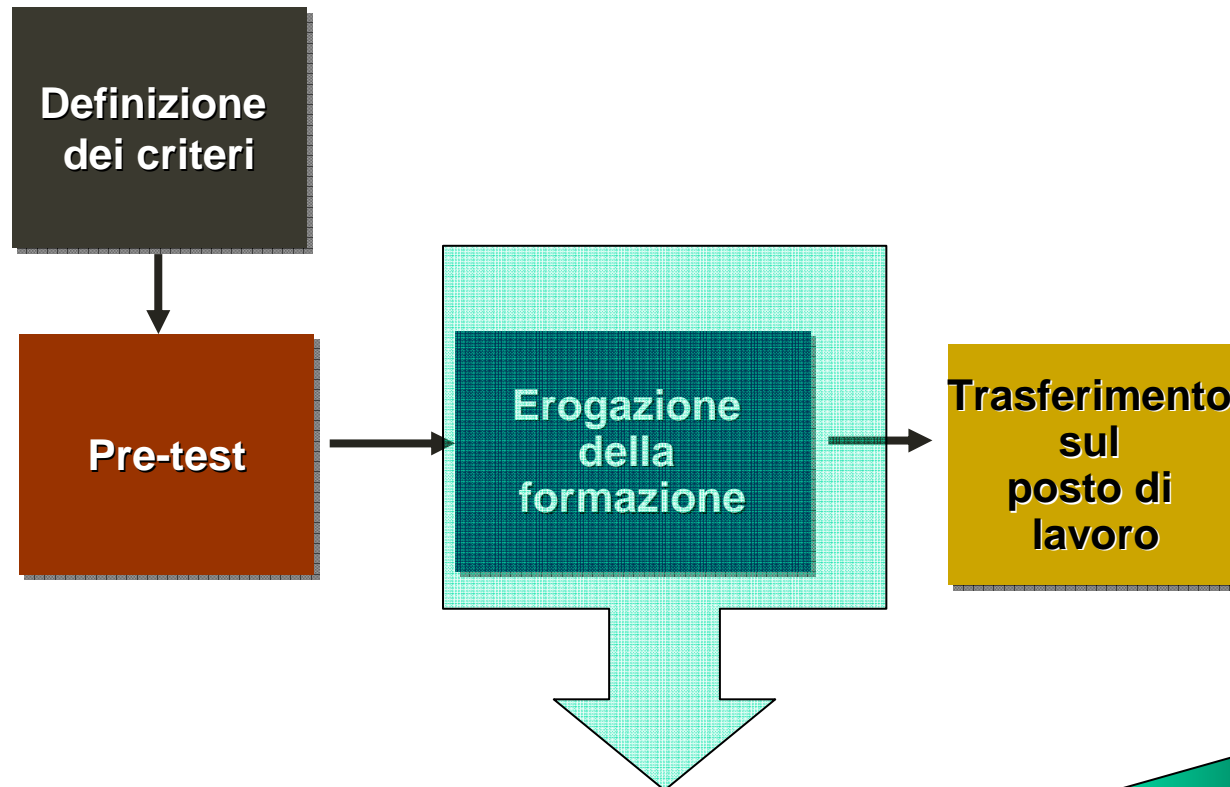 Definizione
dei criteri
Pre-test
Erogazione
della
formazione
Trasferimento
sul
posto di
lavoro